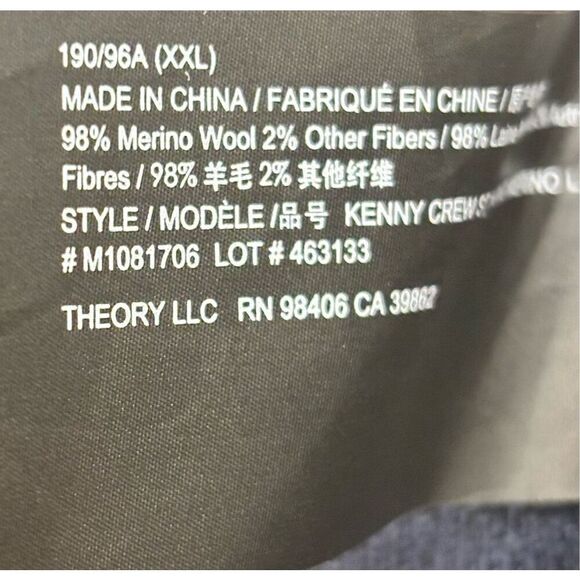 190/96A (XXL)
MADE IN CHINA / FABRIQUÉ EN CHINE /
98% Merino Wool 2% Other Fibers / 98%
Fibres / 98% 羊毛 2% 其他纤维
STYLE / MODÈLE /品号 KENNY CREW
# M1081706 LOT # 463133
THEORY LLC RN 98406 CA 39862